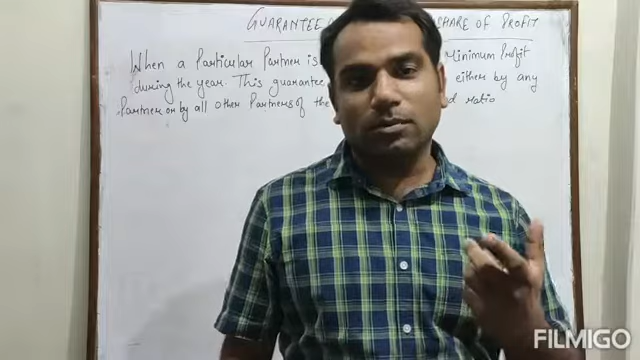 GUARANTEE SHARE OF PROFIT
When a Particular Partner is Minimum Profit
during the year. This guarantee either by any
Partner or by all other Partners of the ratio
FILMIGO